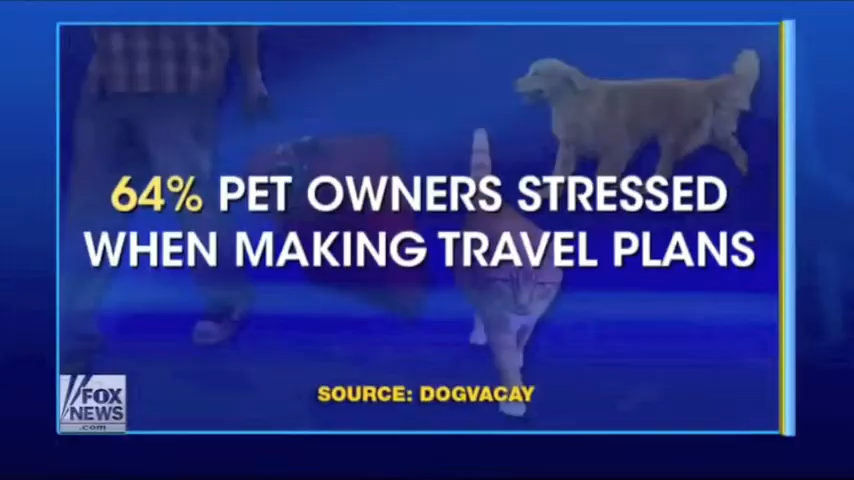 64% PET OWNERS STRESSED
WHEN MAKING TRAVEL PLANS
SOURCE: DOGVACAY
FOX
NEWS
.com